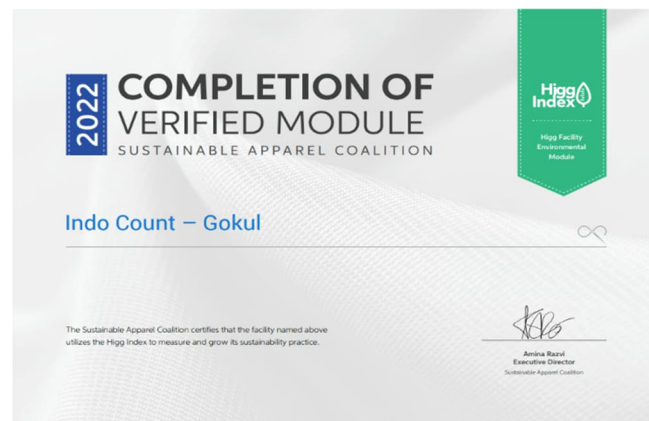 2022
COMPLETION OF
VERIFIED MODULE
SUSTAINABLE APPAREL COALITION
Higg
Index
Higg Facility
Environmental
Module
Indo Count – Gokul
The Sustainable Apparel Coalition certifies that the facility named above
utilizes the Higg Index to measure and grow its sustainability practice.
Amina Razvi
Executive Director
Sustainable Apparel Coalition